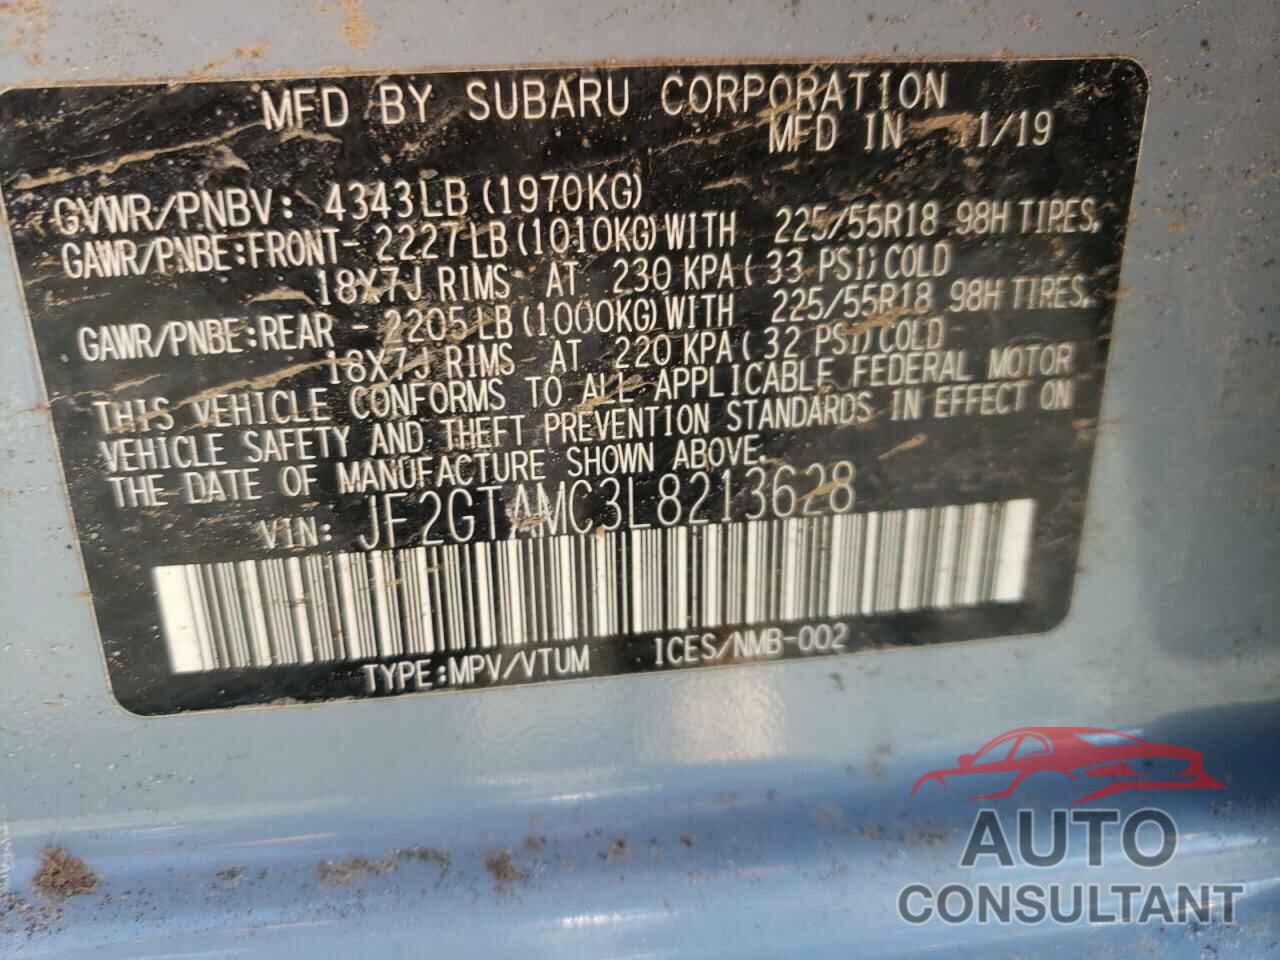 MFD BY SUBARU CORPORATION
MFD IN 11/19
GVWR/PNBV: 4343LB (1970KG)
GAWR/PNBE:FRONT- 2227LB(1010KG)WITH 225/55R18 98H TIRES,
18X7J RIMS AT 230 KPA( 33 PSI)COLD
GAWR/PNBE:REAR - 2205LB(1000KG)WITH 225/55R18 98H TIRES,
18X7J RIMS AT 220 KPA( 32 PSI)COLD
THIS VEHICLE CONFORMS TO ALL APPLICABLE FEDERAL MOTOR
VEHICLE SAFETY AND THEFT PREVENTION STANDARDS IN EFFECT ON
THE DATE OF MANUFACTURE SHOWN ABOVE.
VIN: JF2GTAMC3L8213628
TYPE:MPV/VTUM ICES/NMB-002
AUTO
CONSULTANT